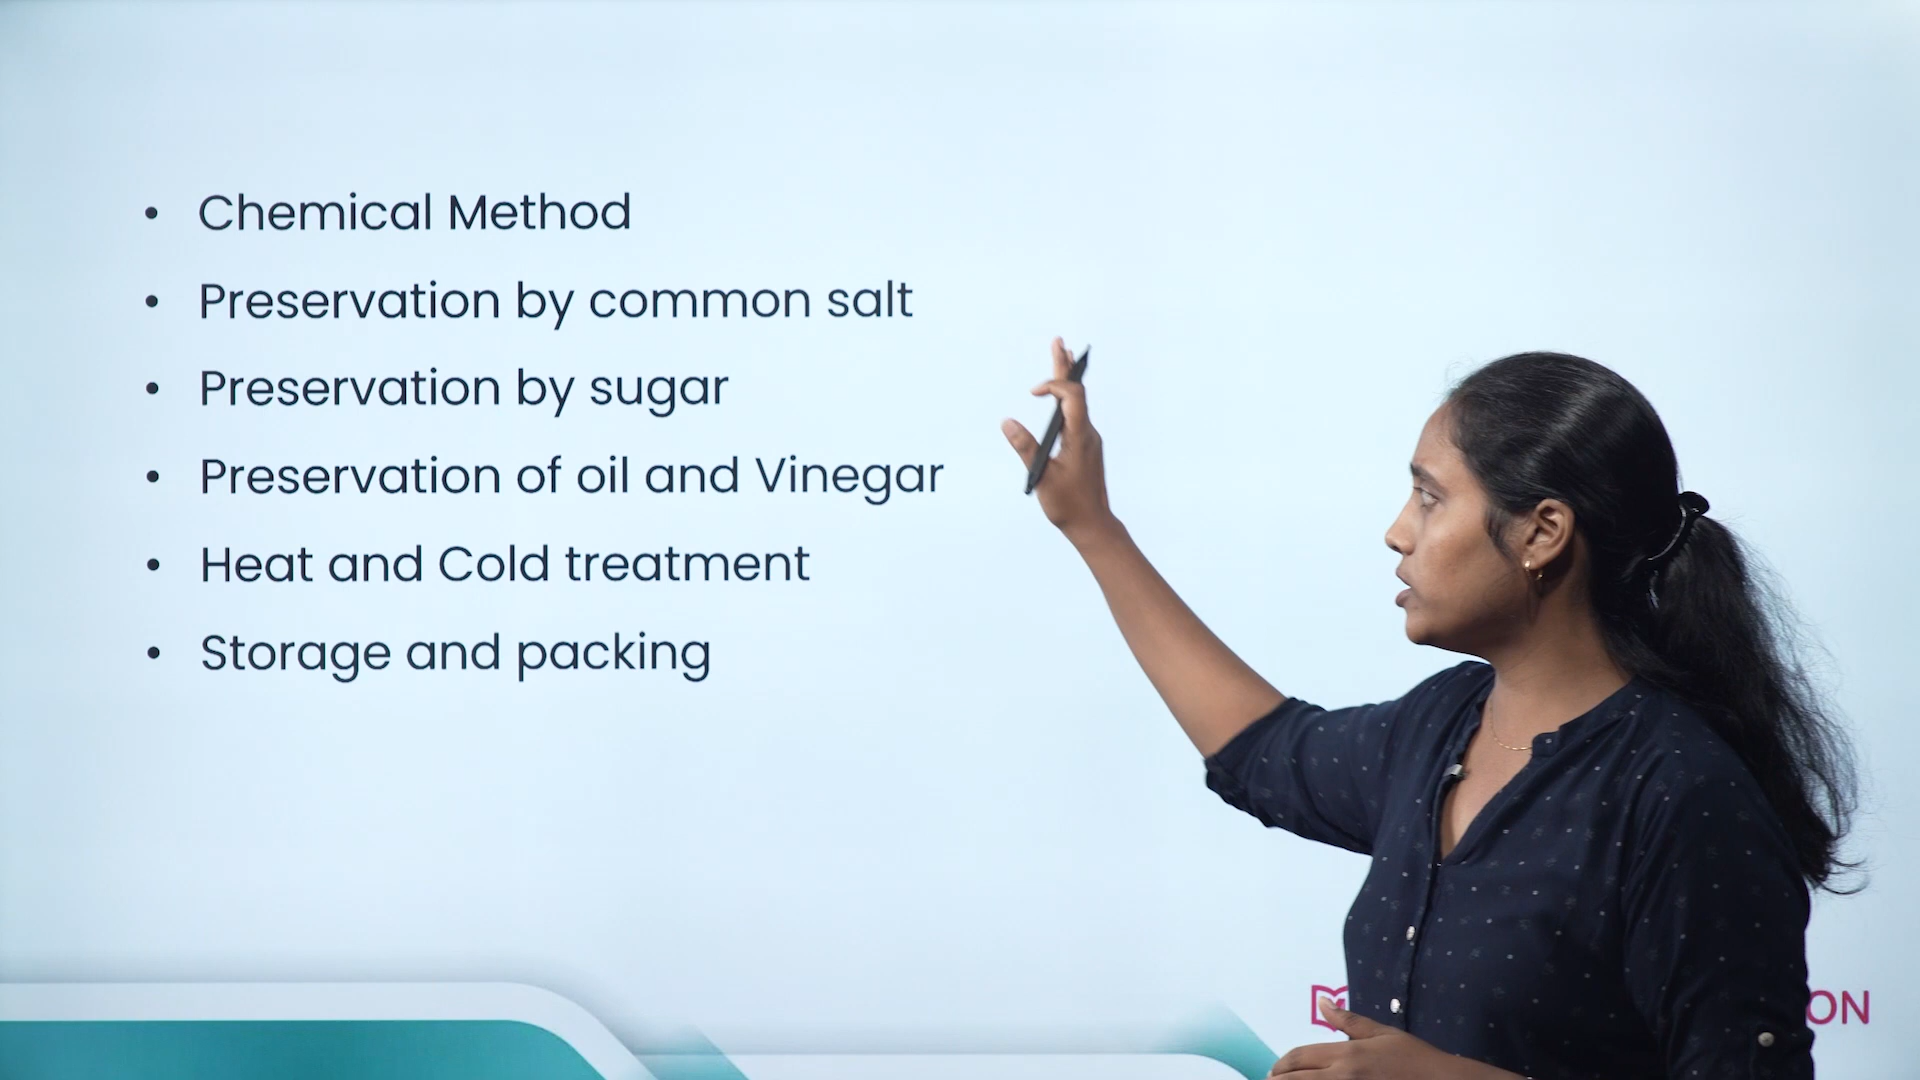 • Chemical Method
• Preservation by common salt
• Preservation by sugar
• Preservation of oil and Vinegar
• Heat and Cold treatment
• Storage and packing
ON